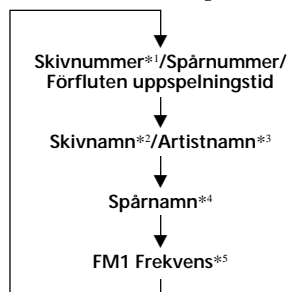 Skivnummer*1/Spårnummer/
Förfluten uppspelningstid
Skivnamn*2/Artistnamn*3
Spårnamn*4
FM1 Frekvens*5